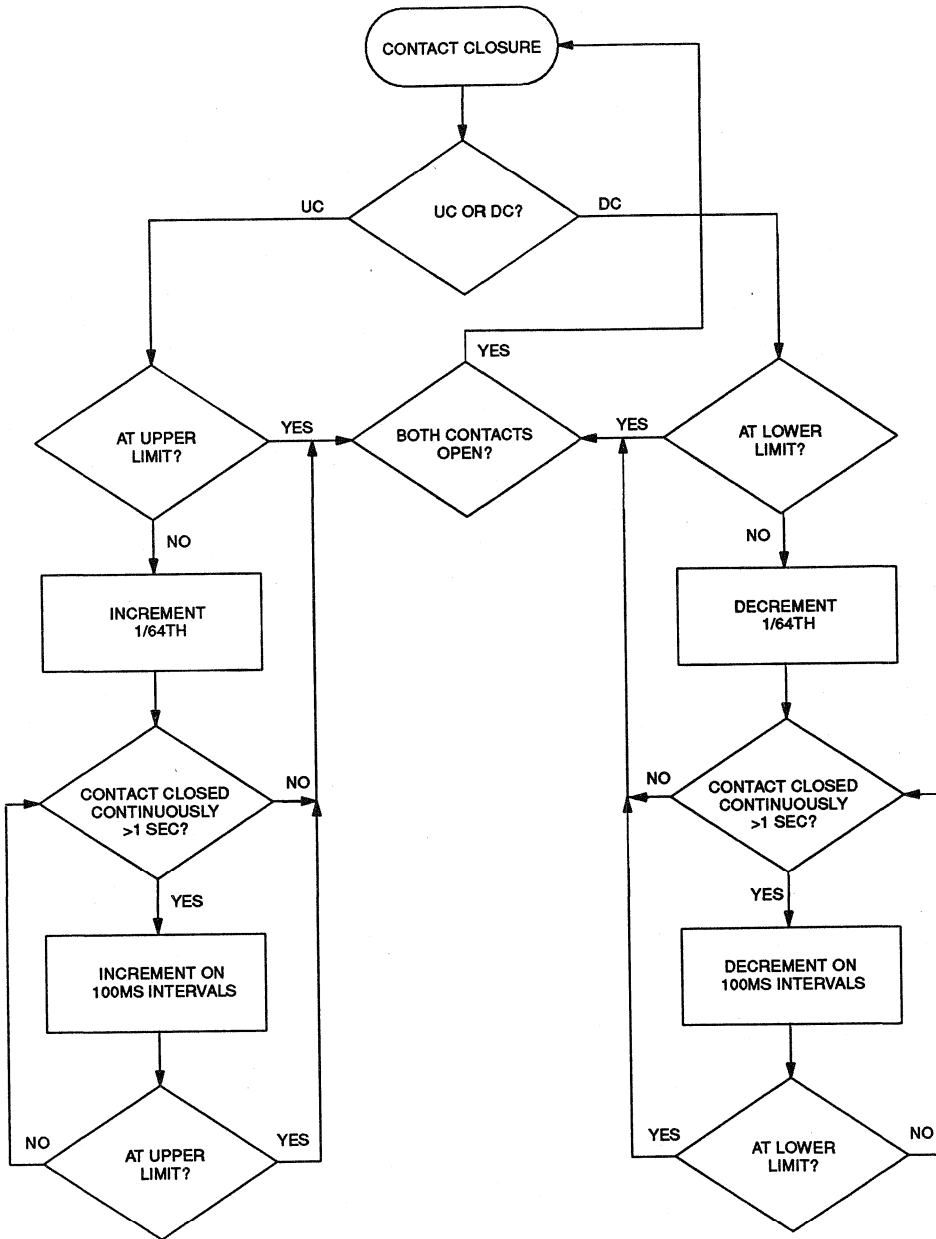 CONTACT CLOSURE
UC OR DC?
UC
DC
YES
AT UPPER
LIMIT?
YES
BOTH CONTACTS
OPEN?
YES
AT LOWER
LIMIT?
NO
NO
INCREMENT
1/64TH
DECREMENT
1/64TH
CONTACT CLOSED
CONTINUOUSLY
>1 SEC?
NO
NO
CONTACT CLOSED
CONTINUOUSLY
>1 SEC?
YES
YES
INCREMENT ON
100MS INTERVALS
DECREMENT ON
100MS INTERVALS
NO
AT UPPER
LIMIT?
YES
YES
AT LOWER
LIMIT?
NO